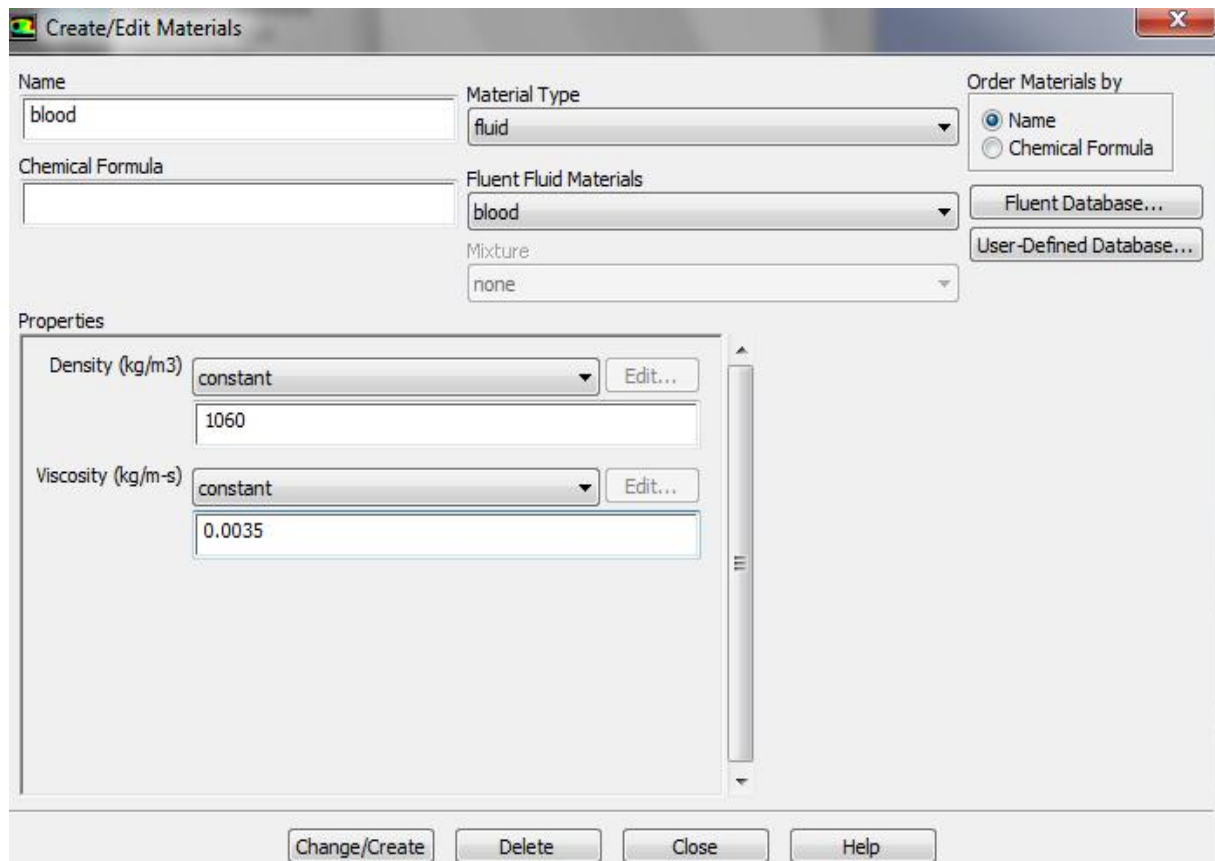 Create/Edit Materials
Name
blood
Chemical Formula
Material Type
fluid
Fluent Fluid Materials
blood
Mixture
none
Order Materials by
Name
Chemical Formula
Fluent Database...
User-Defined Database...
Properties
Density (kg/m3) constant Edit...
1060
Viscosity (kg/m-s) constant Edit...
0.0035
Change/Create Delete Close Help